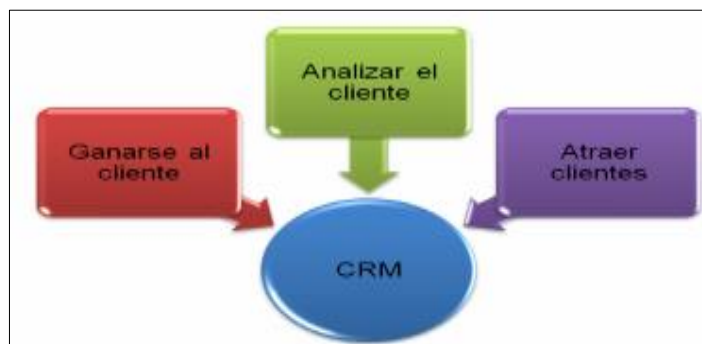 Analizar el
cliente
Ganarse al
cliente
Atraer
clientes
CRM